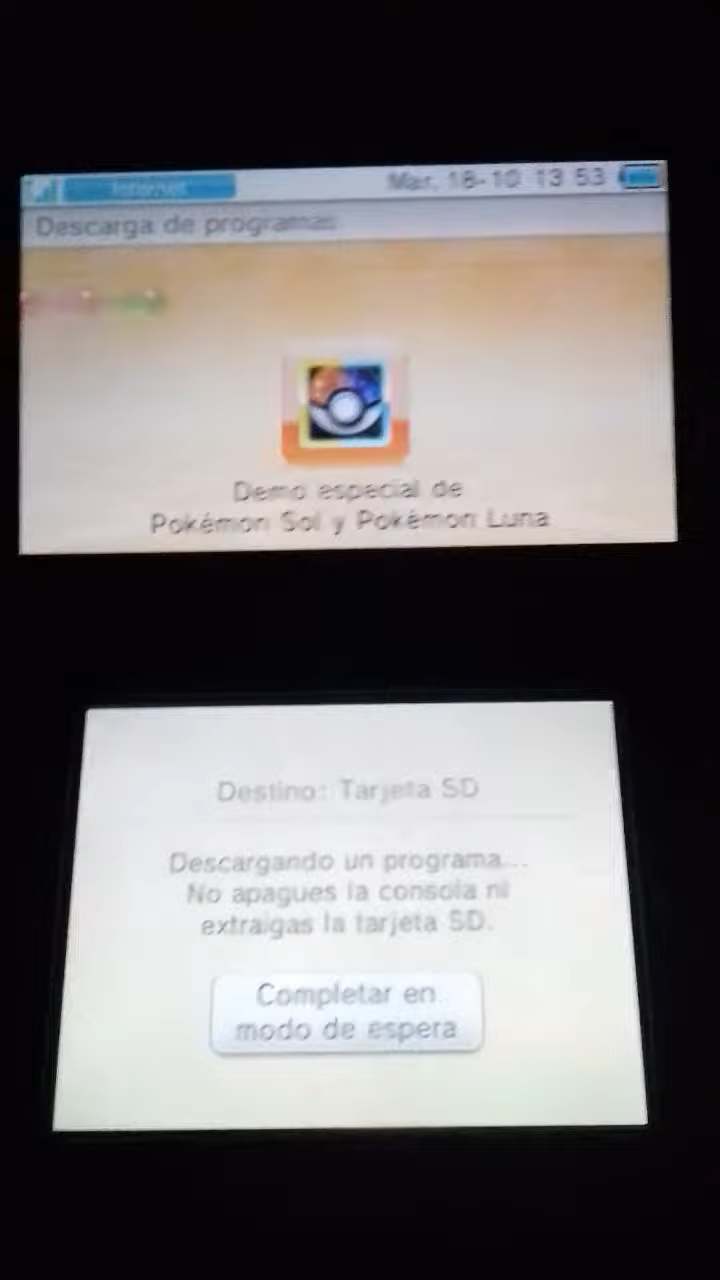 Internet
Mar. 18-10 13 53
Descarga de programas
Demo especial de
Pokémon Sol y Pokémon Luna
Destino: Tarjeta SD
Descargando un programa...
No apagues la consola ni
extraigas la tarjeta SD.
Completar en
modo de espera